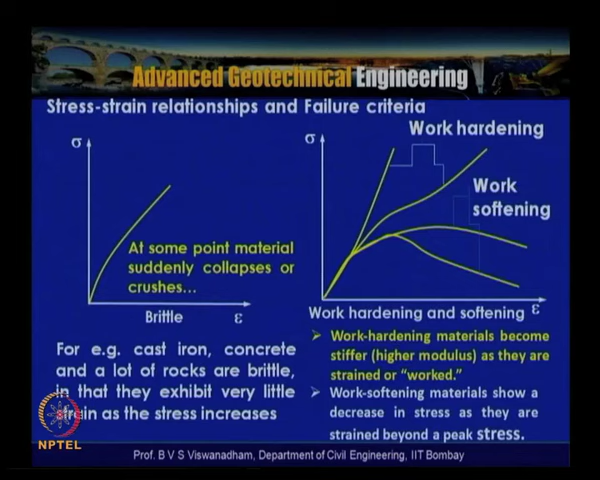 Advanced Geotechnical Engineering
Stress-strain relationships and Failure criteria
σ
At some point material
suddenly collapses or
crushes...
Brittle
ε
For e.g. cast iron, concrete
and a lot of rocks are brittle,
in that they exhibit very little
strain as the stress increases
σ
Work hardening
Work
softening
Work hardening and softening ε
➢ Work-hardening materials become
stiffer (higher modulus) as they are
strained or “worked.”
➢ Work-softening materials show a
decrease in stress as they are
strained beyond a peak stress.
NPTEL
Prof. B V S Viswanadham, Department of Civil Engineering, IIT Bombay